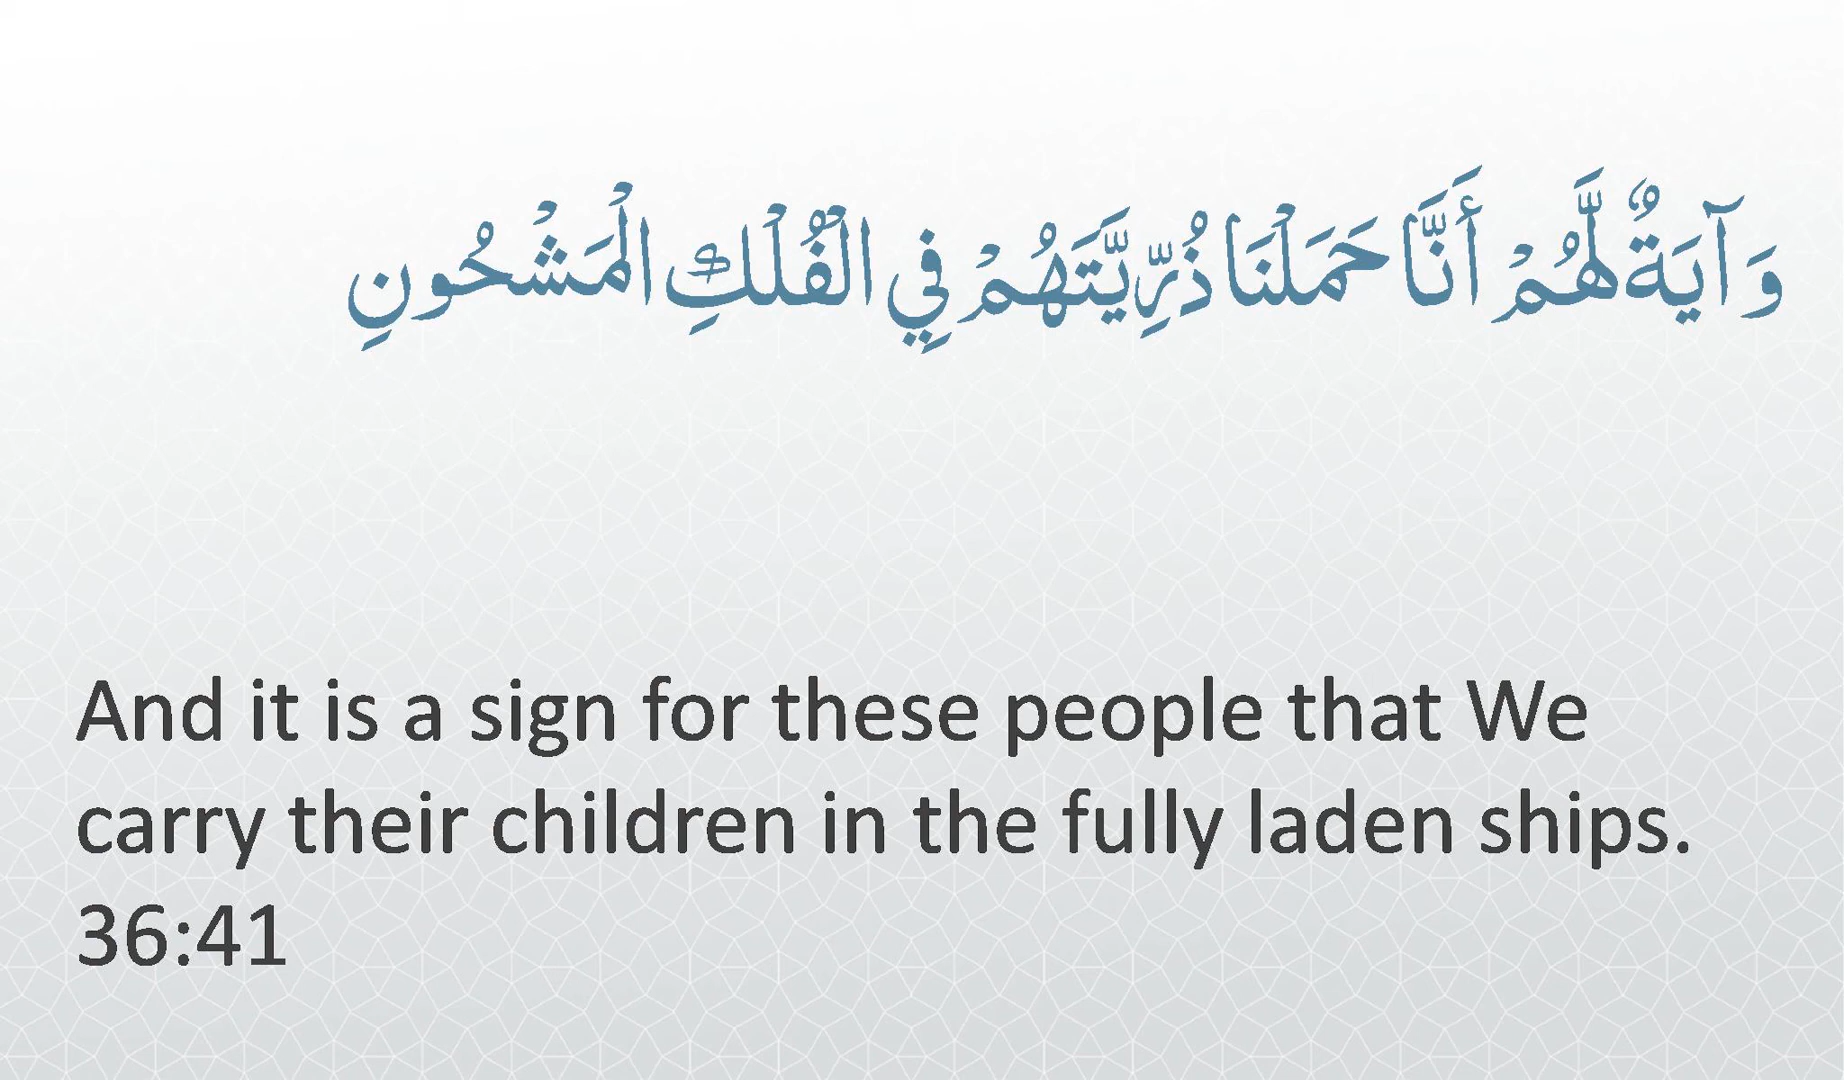 وَآيَةٌ لَّهُمْ أَنَّا حَمَلْنَا ذُرِّيَّتَهُمْ فِي الْفُلْكِ الْمَشْحُونِ
And it is a sign for these people that We
carry their children in the fully laden ships.
36:41